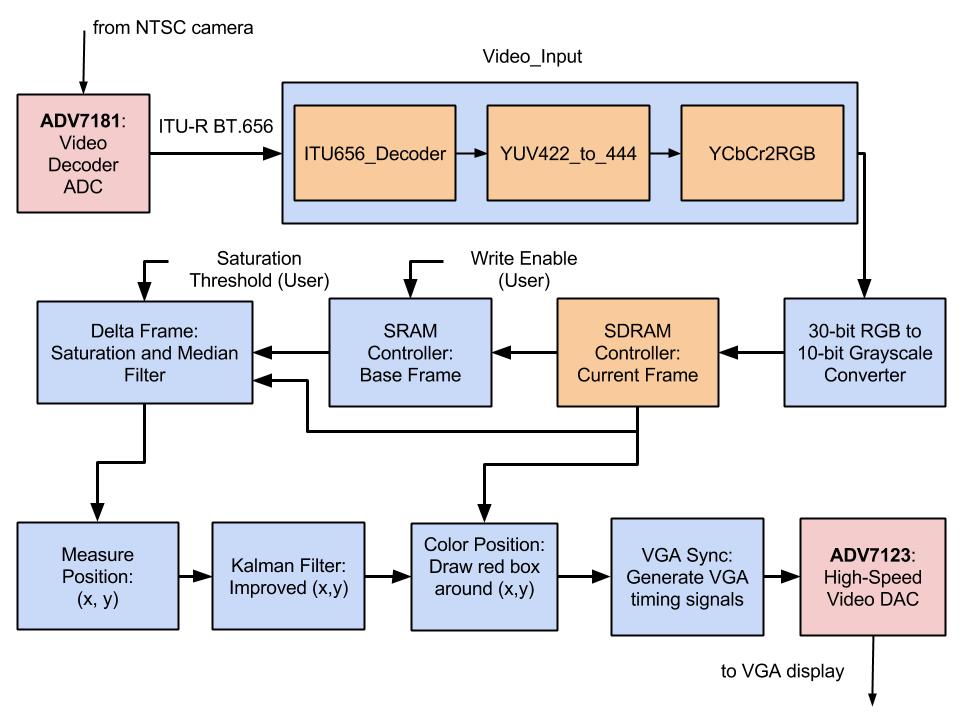 from NTSC camera
Video_Input
ADV7181:
Video
Decoder
ADC
ITU-R BT.656
ITU656_Decoder
YUV422_to_444
YCbCr2RGB
Saturation
Threshold (User)
Write Enable
(User)
Delta Frame:
Saturation and Median
Filter
SRAM
Controller:
Base Frame
SDRAM
Controller:
Current Frame
30-bit RGB to
10-bit Grayscale
Converter
Measure
Position:
(x, y)
Kalman Filter:
Improved (x,y)
Color Position:
Draw red box
around (x,y)
VGA Sync:
Generate VGA
timing signals
ADV7123:
High-Speed
Video DAC
to VGA display